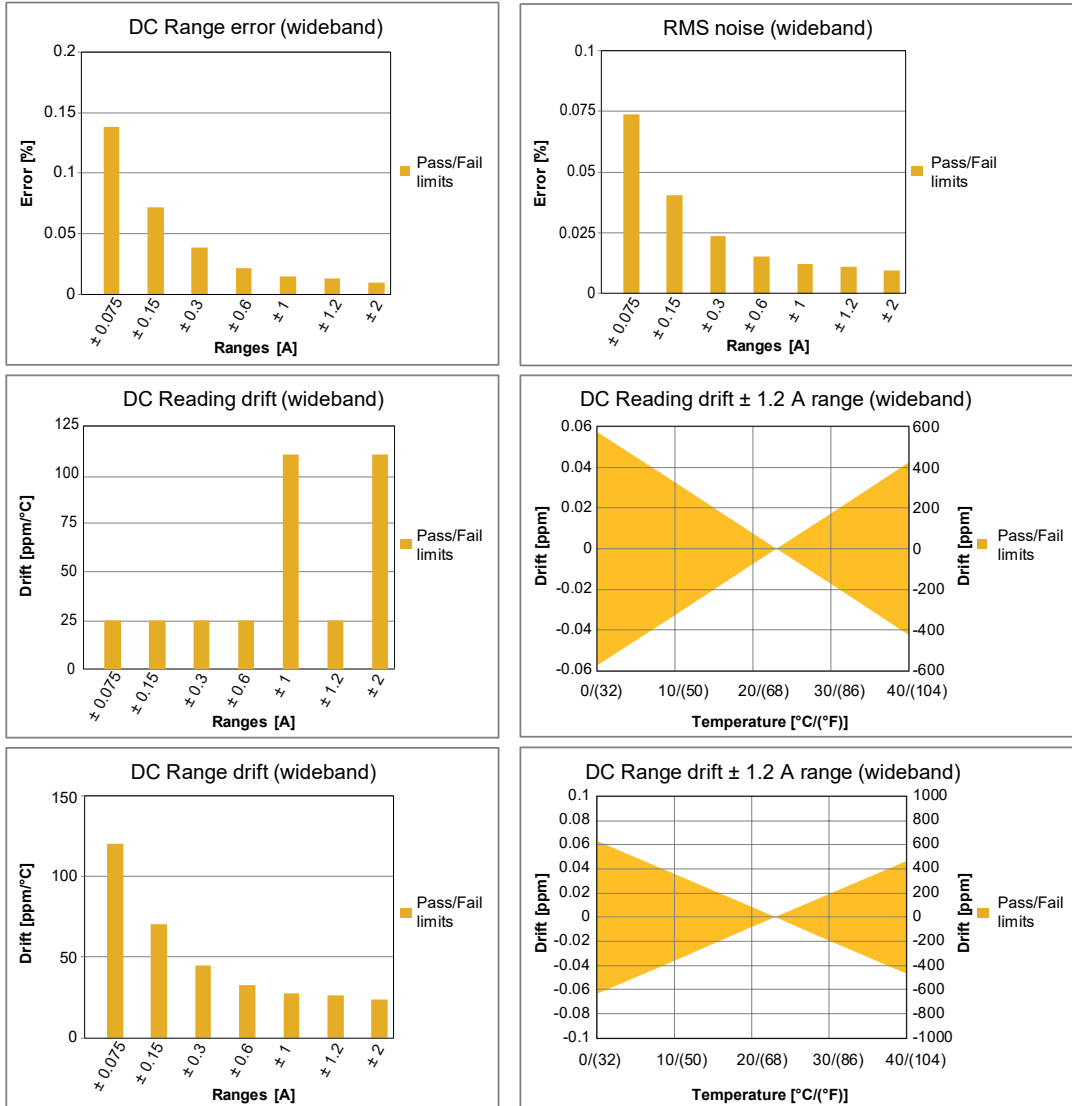 DC Range error (wideband)
0.2
0.15
0.1
0.05
0
Error [%]
± 0.075
± 0.15
± 0.3
± 0.6
± 1
± 1.2
± 2
Ranges [A]
Pass/Fail
limits
RMS noise (wideband)
0.1
0.075
0.05
0.025
0
Error [%]
± 0.075
± 0.15
± 0.3
± 0.6
± 1
± 1.2
± 2
Ranges [A]
Pass/Fail
limits
DC Reading drift (wideband)
125
100
75
50
25
0
Drift [ppm/°C]
± 0.075
± 0.15
± 0.3
± 0.6
± 1
± 1.2
± 2
Ranges [A]
Pass/Fail
limits
DC Reading drift ± 1.2 A range (wideband)
0.06
0.04
0.02
0
-0.02
-0.04
-0.06
Drift [ppm]
600
400
200
0
-200
-400
-600
Drift [ppm]
0/(32)
10/(50)
20/(68)
30/(86)
40/(104)
Temperature [°C/(°F)]
Pass/Fail
limits
DC Range drift (wideband)
150
100
50
0
Drift [ppm/°C]
± 0.075
± 0.15
± 0.3
± 0.6
± 1
± 1.2
± 2
Ranges [A]
Pass/Fail
limits
DC Range drift ± 1.2 A range (wideband)
0.1
0.08
0.06
0.04
0.02
0
-0.02
-0.04
-0.06
-0.08
-0.1
Drift [ppm]
1000
800
600
400
200
0
-200
-400
-600
-800
-1000
Drift [ppm]
0/(32)
10/(50)
20/(68)
30/(86)
40/(104)
Temperature [°C/(°F)]
Pass/Fail
limits